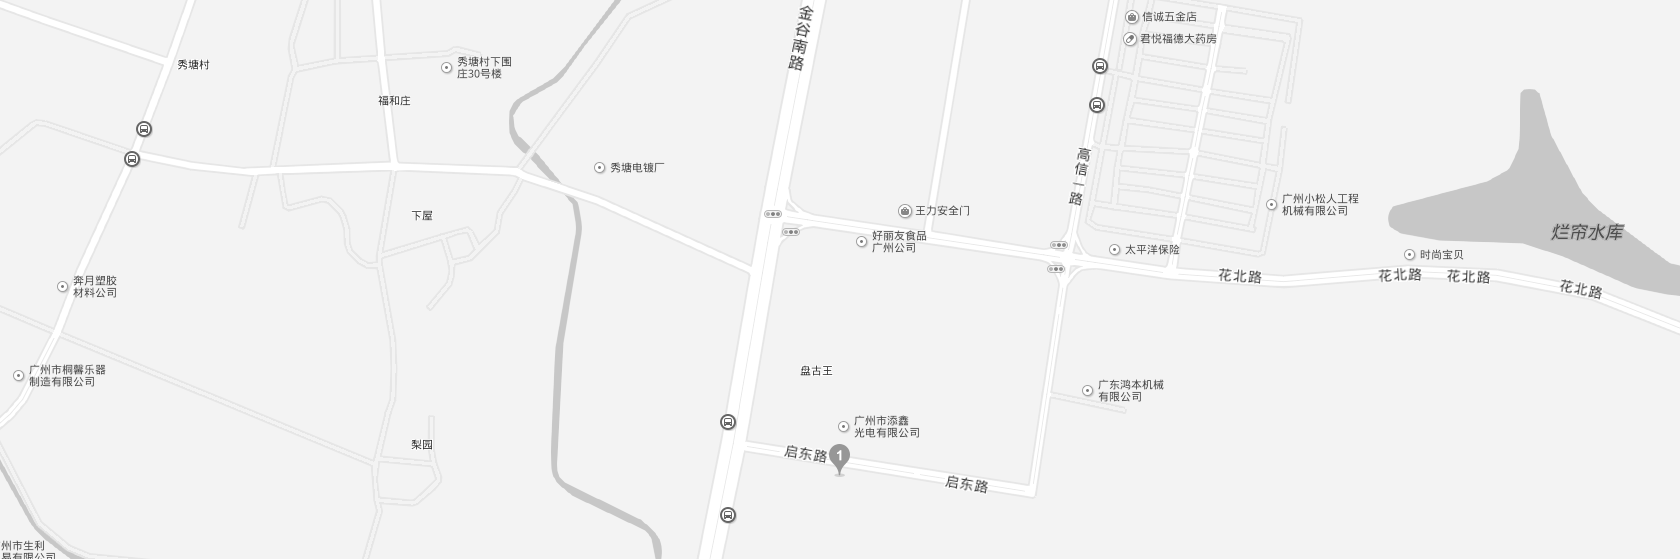 信诚五金店
君悦福德大药房
金谷南路
秀塘村
秀塘村下围
庄30号楼
福和庄
秀塘电镀厂
高信一路
下屋
王力安全门
好丽友食品
广州公司
太平洋保险
广州小松人工程
机械有限公司
烂帘水库
时尚宝贝
花北路
花北路
花北路
花北路
奔月塑胶
材料公司
广州市桐馨乐器
制造有限公司
盘古王
广东鸿本机械
有限公司
广州市添鑫
光电有限公司
梨园
启东路
1
启东路
州市生利
易有限公司